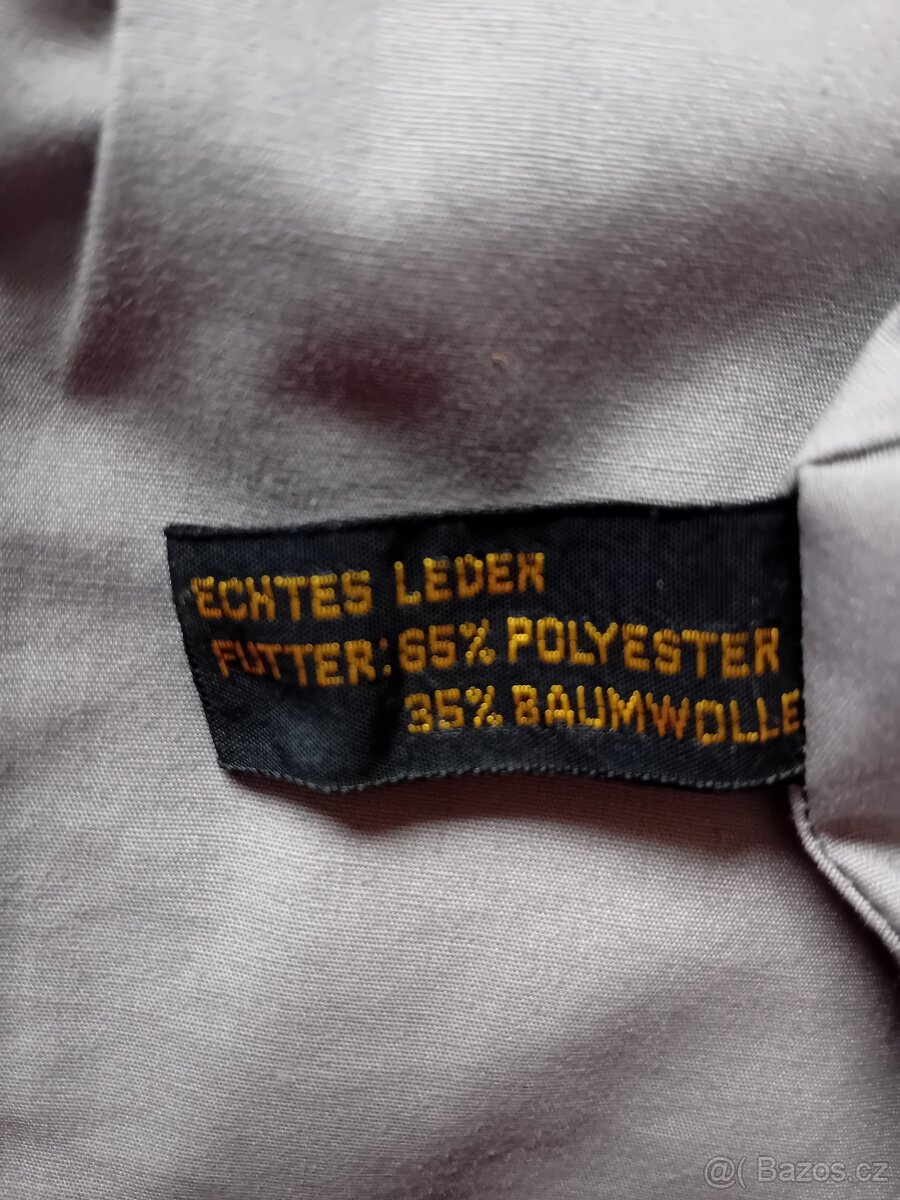 ECHTES LEDER
FUTTER: 65% POLYESTER
35% BAUMWOLLE
@( Bazos.cz